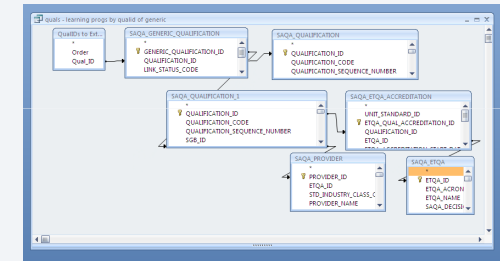 quals - learning progs by qualid of generic
QualIDs to Ext...
*
Order
Qual_ID
SAQA_GENERIC_QUALIFICATION
*
GENERIC_QUALIFICATION_ID
QUALIFICATION_ID
LINK_STATUS_CODE
SAQA_QUALIFICATION
*
QUALIFICATION_ID
QUALIFICATION_CODE
QUALIFICATION_SEQUENCE_NUMBER
SAQA_QUALIFICATION_1
*
QUALIFICATION_ID
QUALIFICATION_CODE
QUALIFICATION_SEQUENCE_NUMBER
SGB_ID
SAQA_ETQA_ACCREDITATION
*
UNIT_STANDARD_ID
ETQA_QUAL_ACCREDITATION_ID
QUALIFICATION_ID
ETQA_ID
SAQA_PROVIDER
*
PROVIDER_ID
ETQA_ID
STD_INDUSTRY_CLASS_C
PROVIDER_NAME
SAQA_ETQA
*
ETQA_ID
ETQA_ACRON
ETQA_NAME
SAQA_DECISI